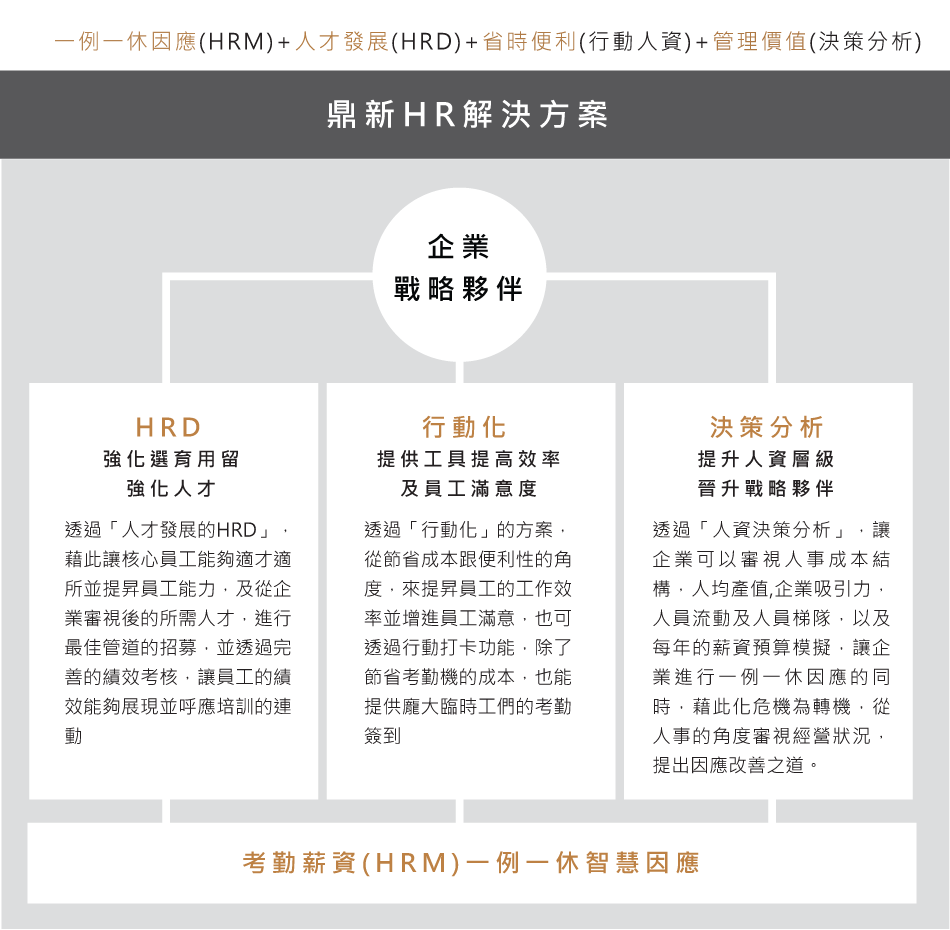 一例一休因應(HRM)+人才發展(HRD)+省時便利(行動人資)+管理價值(決策分析)
鼎新HR解決方案
企業
戰略夥伴
HRD
強化選育用留
強化人才
透過「人才發展的HRD」，
藉此讓核心員工能夠適才適
所並提昇員工能力，及從企
業審視後的所需人才，進行
最佳管道的招募，並透過完
善的績效考核，讓員工的績
效能夠展現並呼應培訓的連
動
行動化
提供工具提高效率
及員工滿意度
透過「行動化」的方案，
從節省成本跟便利性的角
度，來提昇員工的工作效
率並增進員工滿意，也可
透過行動打卡功能，除了
節省考勤機的成本，也能
提供龐大臨時工們的考勤
簽到
決策分析
提升人資層級
晉升戰略夥伴
透過「人資決策分析」，讓
企業可以審視人事成本結
構，人均產值,企業吸引力，
人員流動及人員梯隊，以及
每年的薪資預算模擬，讓企
業進行一例一休因應的同
時，藉此化危機為轉機，從
人事的角度審視經營狀況，
提出因應改善之道。
考勤薪資(HRM)一例一休智慧因應